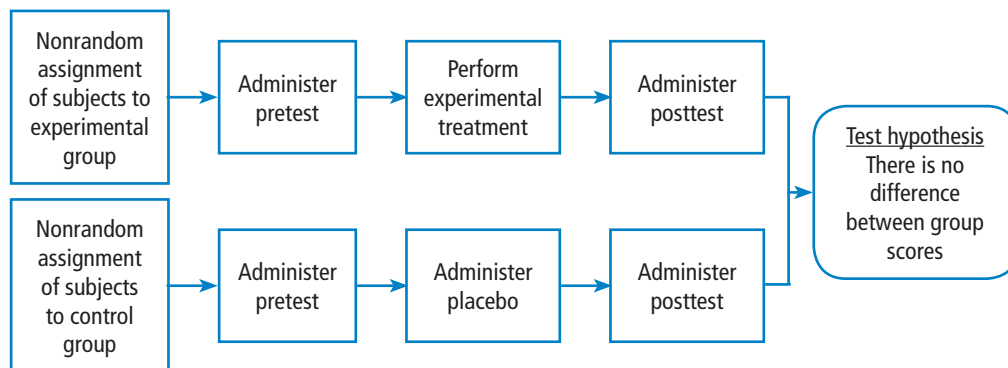 Nonrandom
assignment
of subjects to
experimental
group
Administer
pretest
Perform
experimental
treatment
Administer
posttest
Test hypothesis
There is no
difference
between group
scores
Nonrandom
assignment
of subjects
to control
group
Administer
pretest
Administer
placebo
Administer
posttest